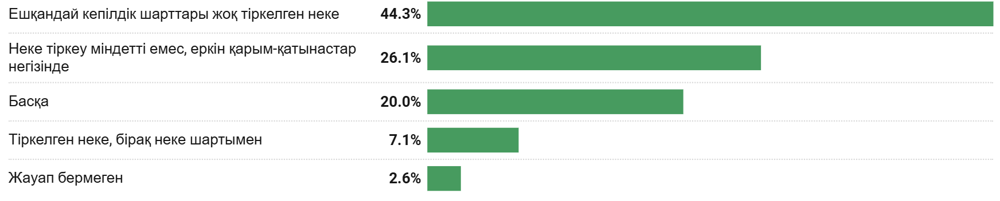 Ешқандай кепілдік шарттары жоқ тіркелген неке 44.3%
Неке тіркеу міндетті емес, еркін қарым-қатынастар
негізінде 26.1%
Басқа 20.0%
Тіркелген неке, бірақ неке шартымен 7.1%
Жауап бермеген 2.6%